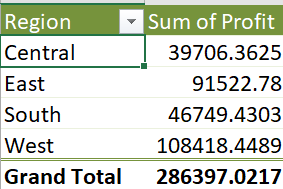 Region Sum of Profit
Central 39706.3625
East 91522.78
South 46749.4303
West 108418.4489
Grand Total 286397.0217